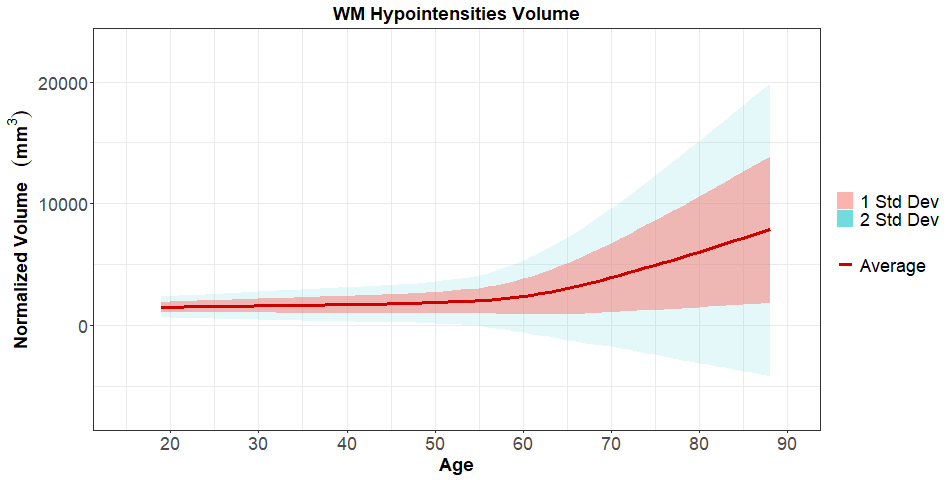 WM Hypointensities Volume
Normalized Volume (mm³)
20000
10000
0
20 30 40 50 60 70 80 90
Age
1 Std Dev
2 Std Dev
Average